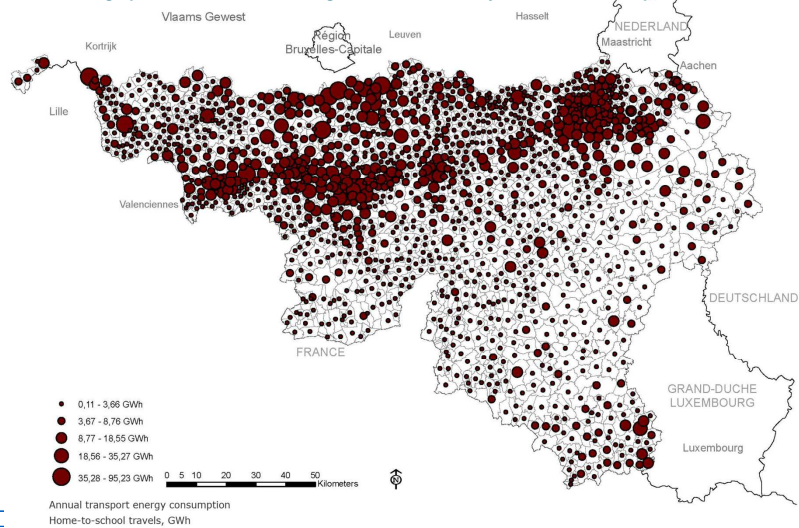 Vlaams Gewest
Hasselt
NEDERLAND
Kortrijk
Région
Bruxelles-Capitale
Leuven
Maastricht
Aachen
Lille
Valenciennes
DEUTSCHLAND
FRANCE
GRAND-DUCHE
LUXEMBOURG
Luxembourg
0,11 - 3,66 GWh
3,67 - 8,76 GWh
8,77 - 18,55 GWh
18,56 - 35,27 GWh
35,28 - 95,23 GWh
0 5 10 20 30 40 50
Kilometers
N
Annual transport energy consumption
Home-to-school travels, GWh